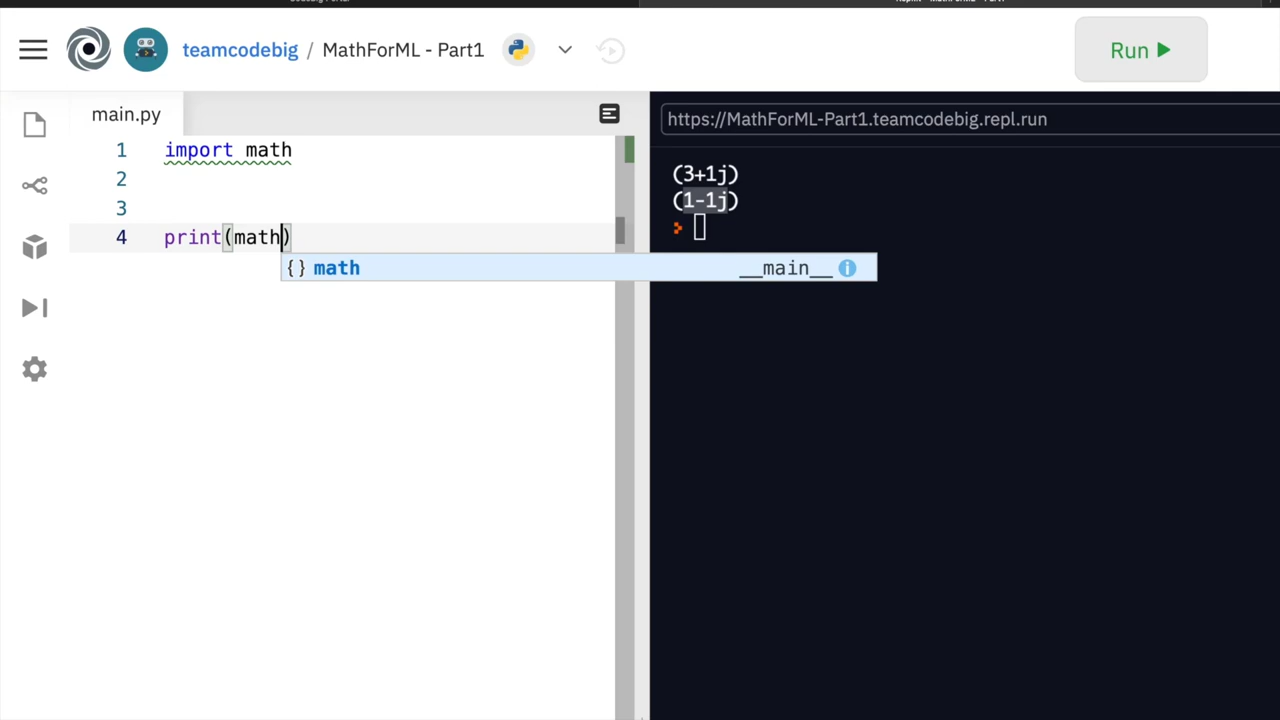 teamcodebig / MathForML - Part1
Run
main.py
https://MathForML-Part1.teamcodebig.repl.run
1 import math
2
3
4 print(math)
{} math __main__
(3+1j)
(1-1j)